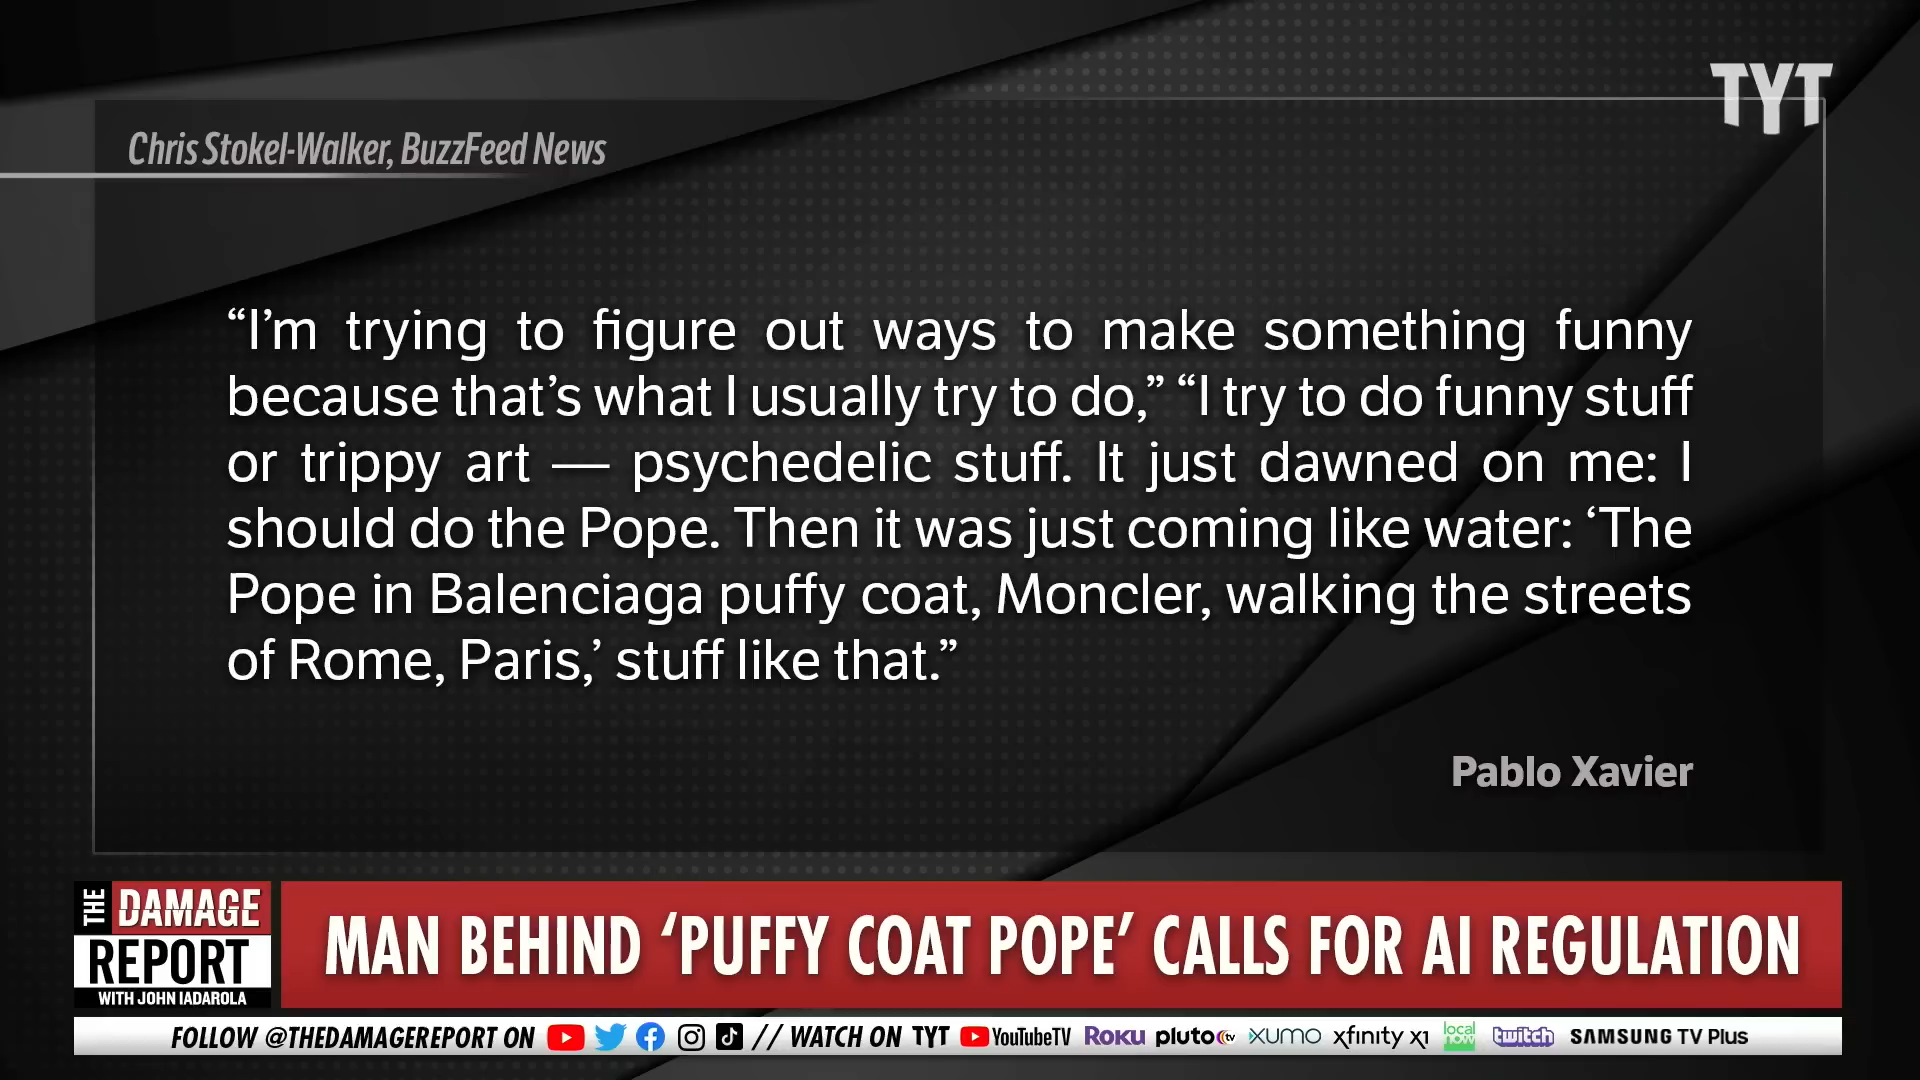 TYT
Chris Stokel-Walker, BuzzFeed News
“I’m trying to figure out ways to make something funny
because that’s what I usually try to do,” “I try to do funny stuff
or trippy art — psychedelic stuff. It just dawned on me: I
should do the Pope. Then it was just coming like water: ‘The
Pope in Balenciaga puffy coat, Moncler, walking the streets
of Rome, Paris,’ stuff like that.”
Pablo Xavier
THE DAMAGE
REPORT
WITH JOHN IADAROLA
MAN BEHIND ‘PUFFY COAT POPE’ CALLS FOR AI REGULATION
FOLLOW @THEDAMAGEREPORT ON // WATCH ON TYT YouTubeTV ROKU pluto tv XUMO xfinity X1 local now twitch SAMSUNG TV Plus